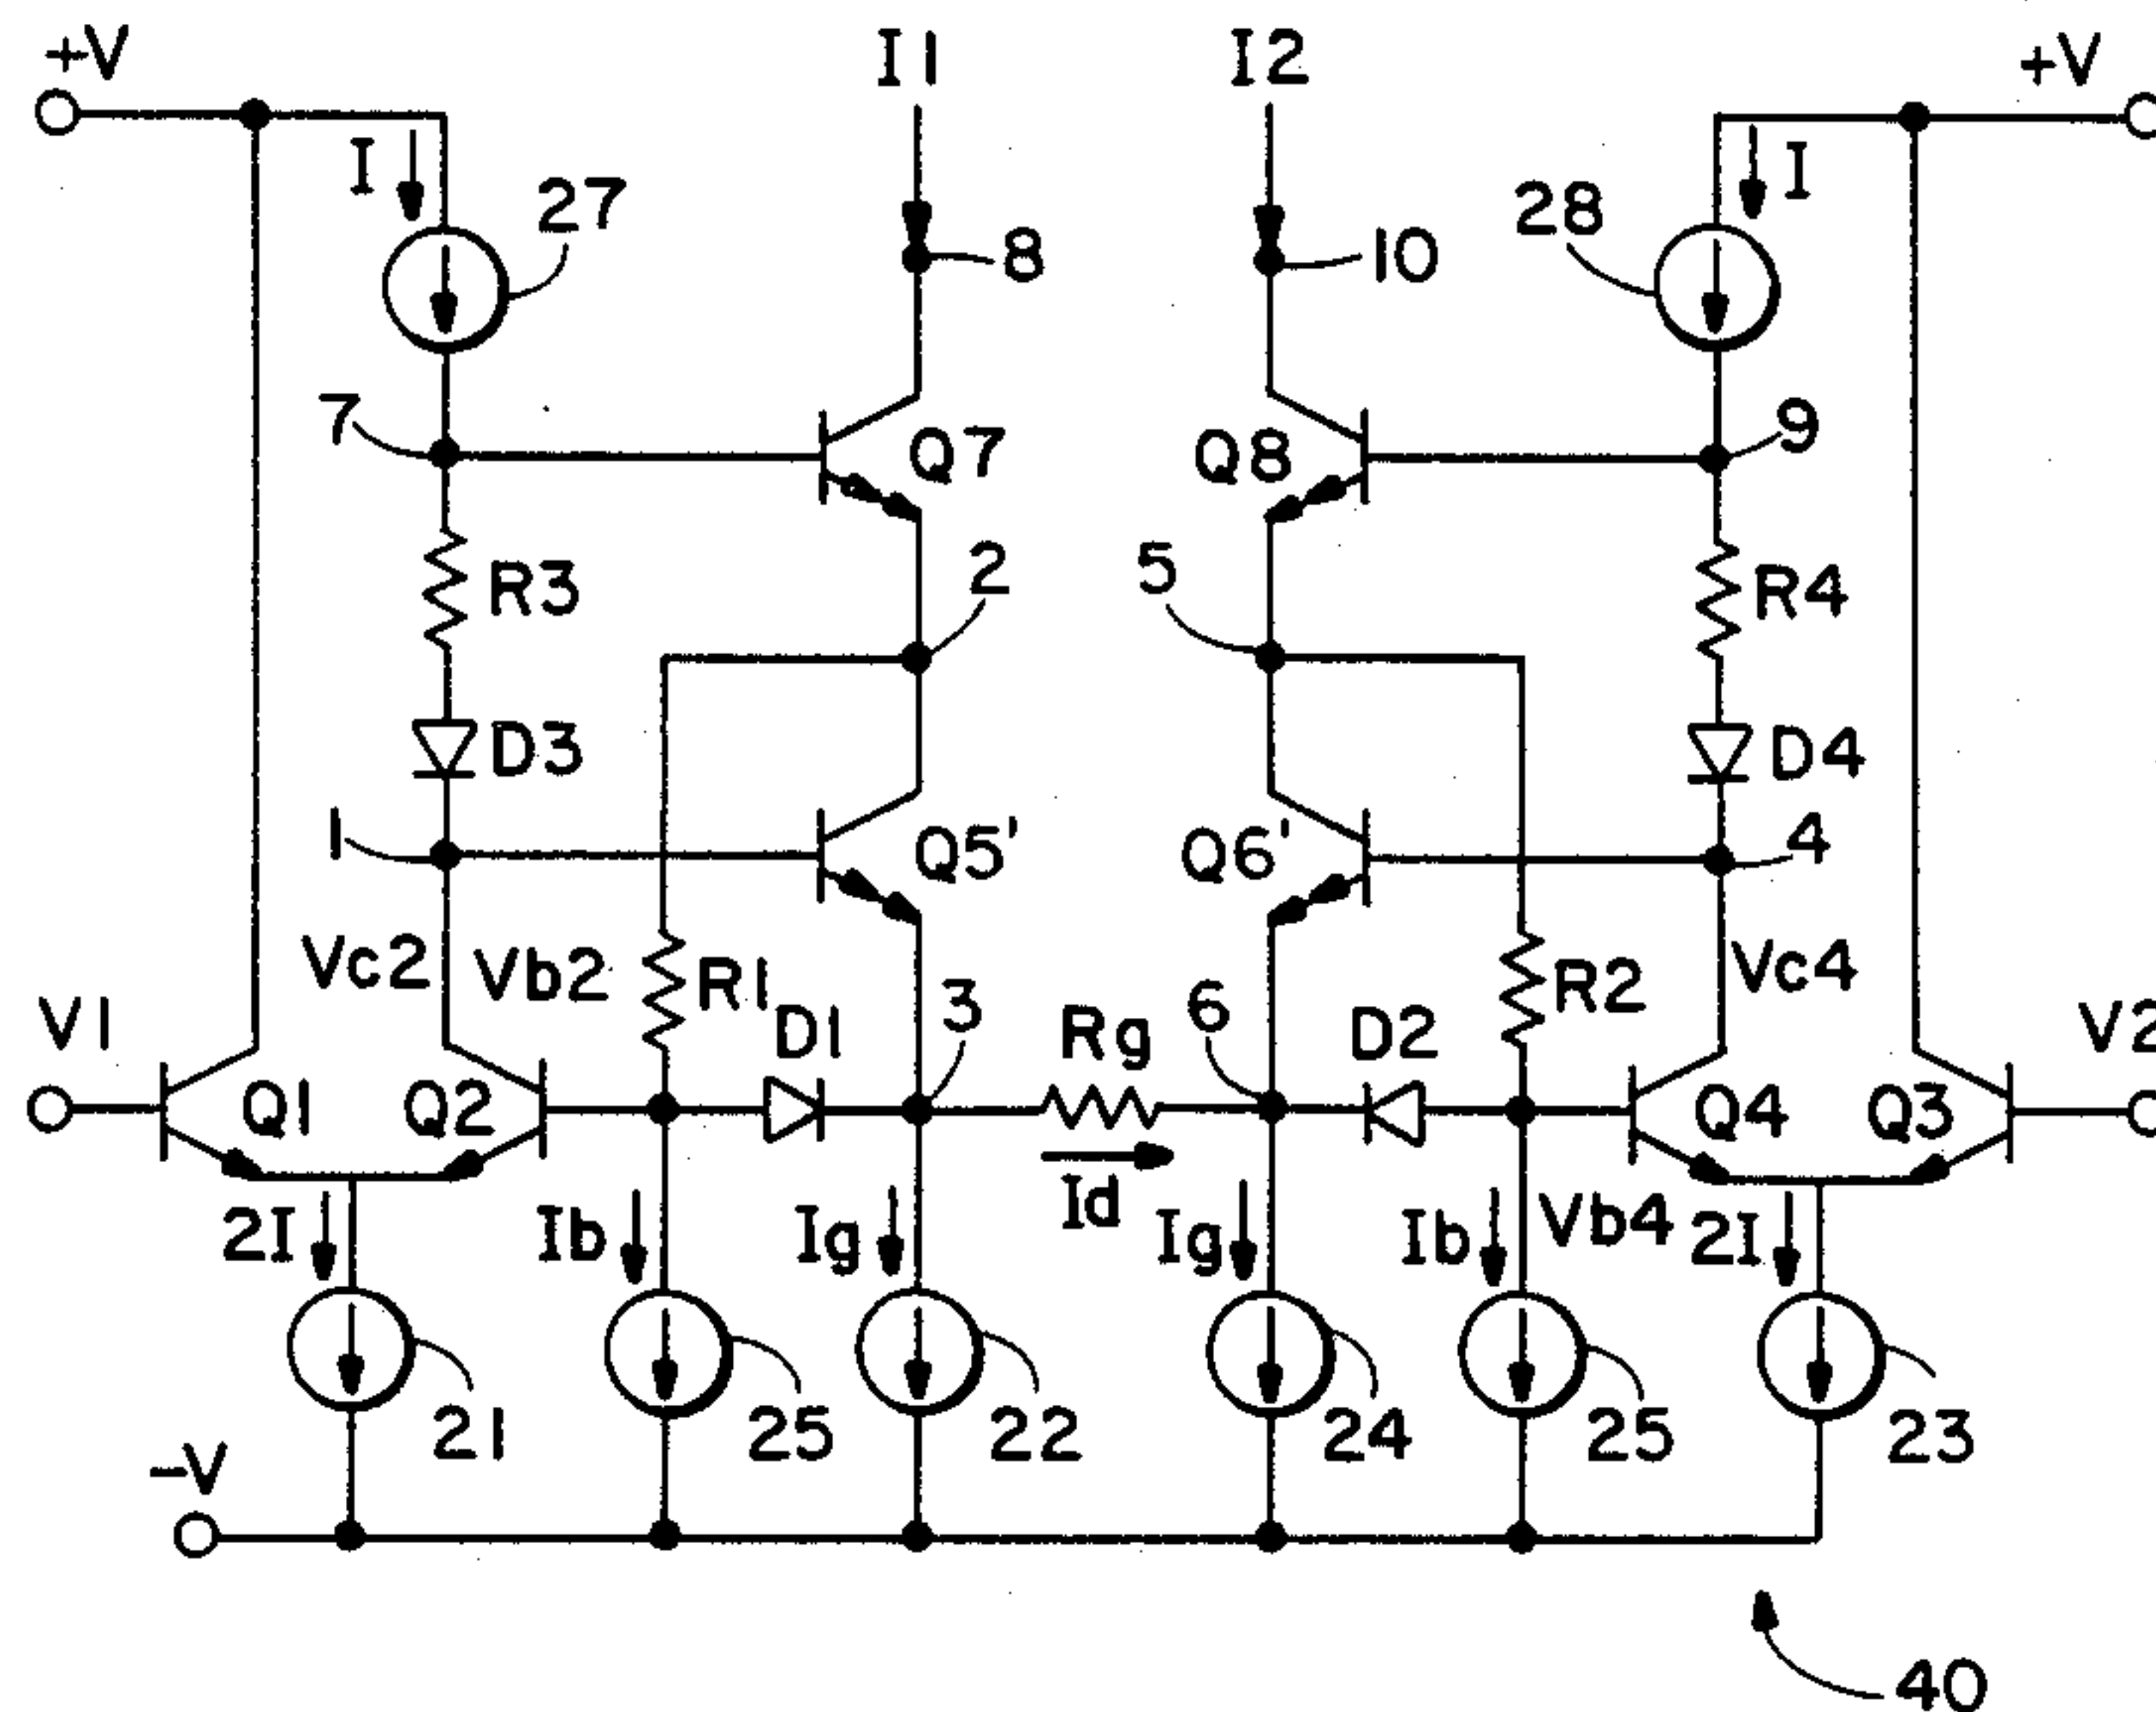 +V I1 I2 +V
I 27 8 10 28 I
7 Q7 Q8 9
R3 2 5 R4
D3 D4
1 Q5' Q6' 4
Vc2 Vb2 R1 D1 3 Rg 6 D2 R2 Vc4
V1 Q1 Q2 Q4 Q3 V2
2I Ib Ig Id Ig Ib Vb4 2I
21 25 22 24 25 23
-V
40